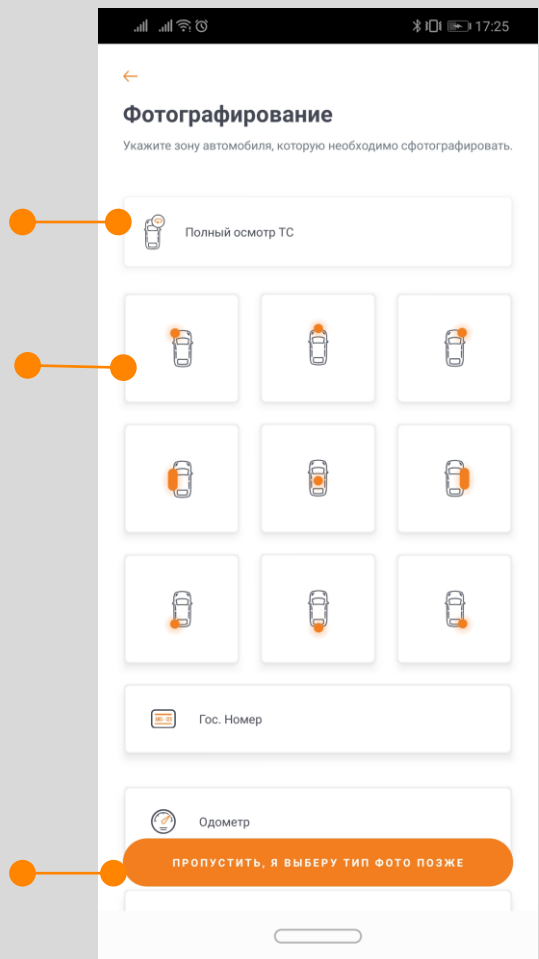 17:25
Фотографирование
Укажите зону автомобиля, которую необходимо сфотографировать.
Полный осмотр ТС
Гос. Номер
Одометр
ПРОПУСТИТЬ, Я ВЫБЕРУ ТИП ФОТО ПОЗЖЕ